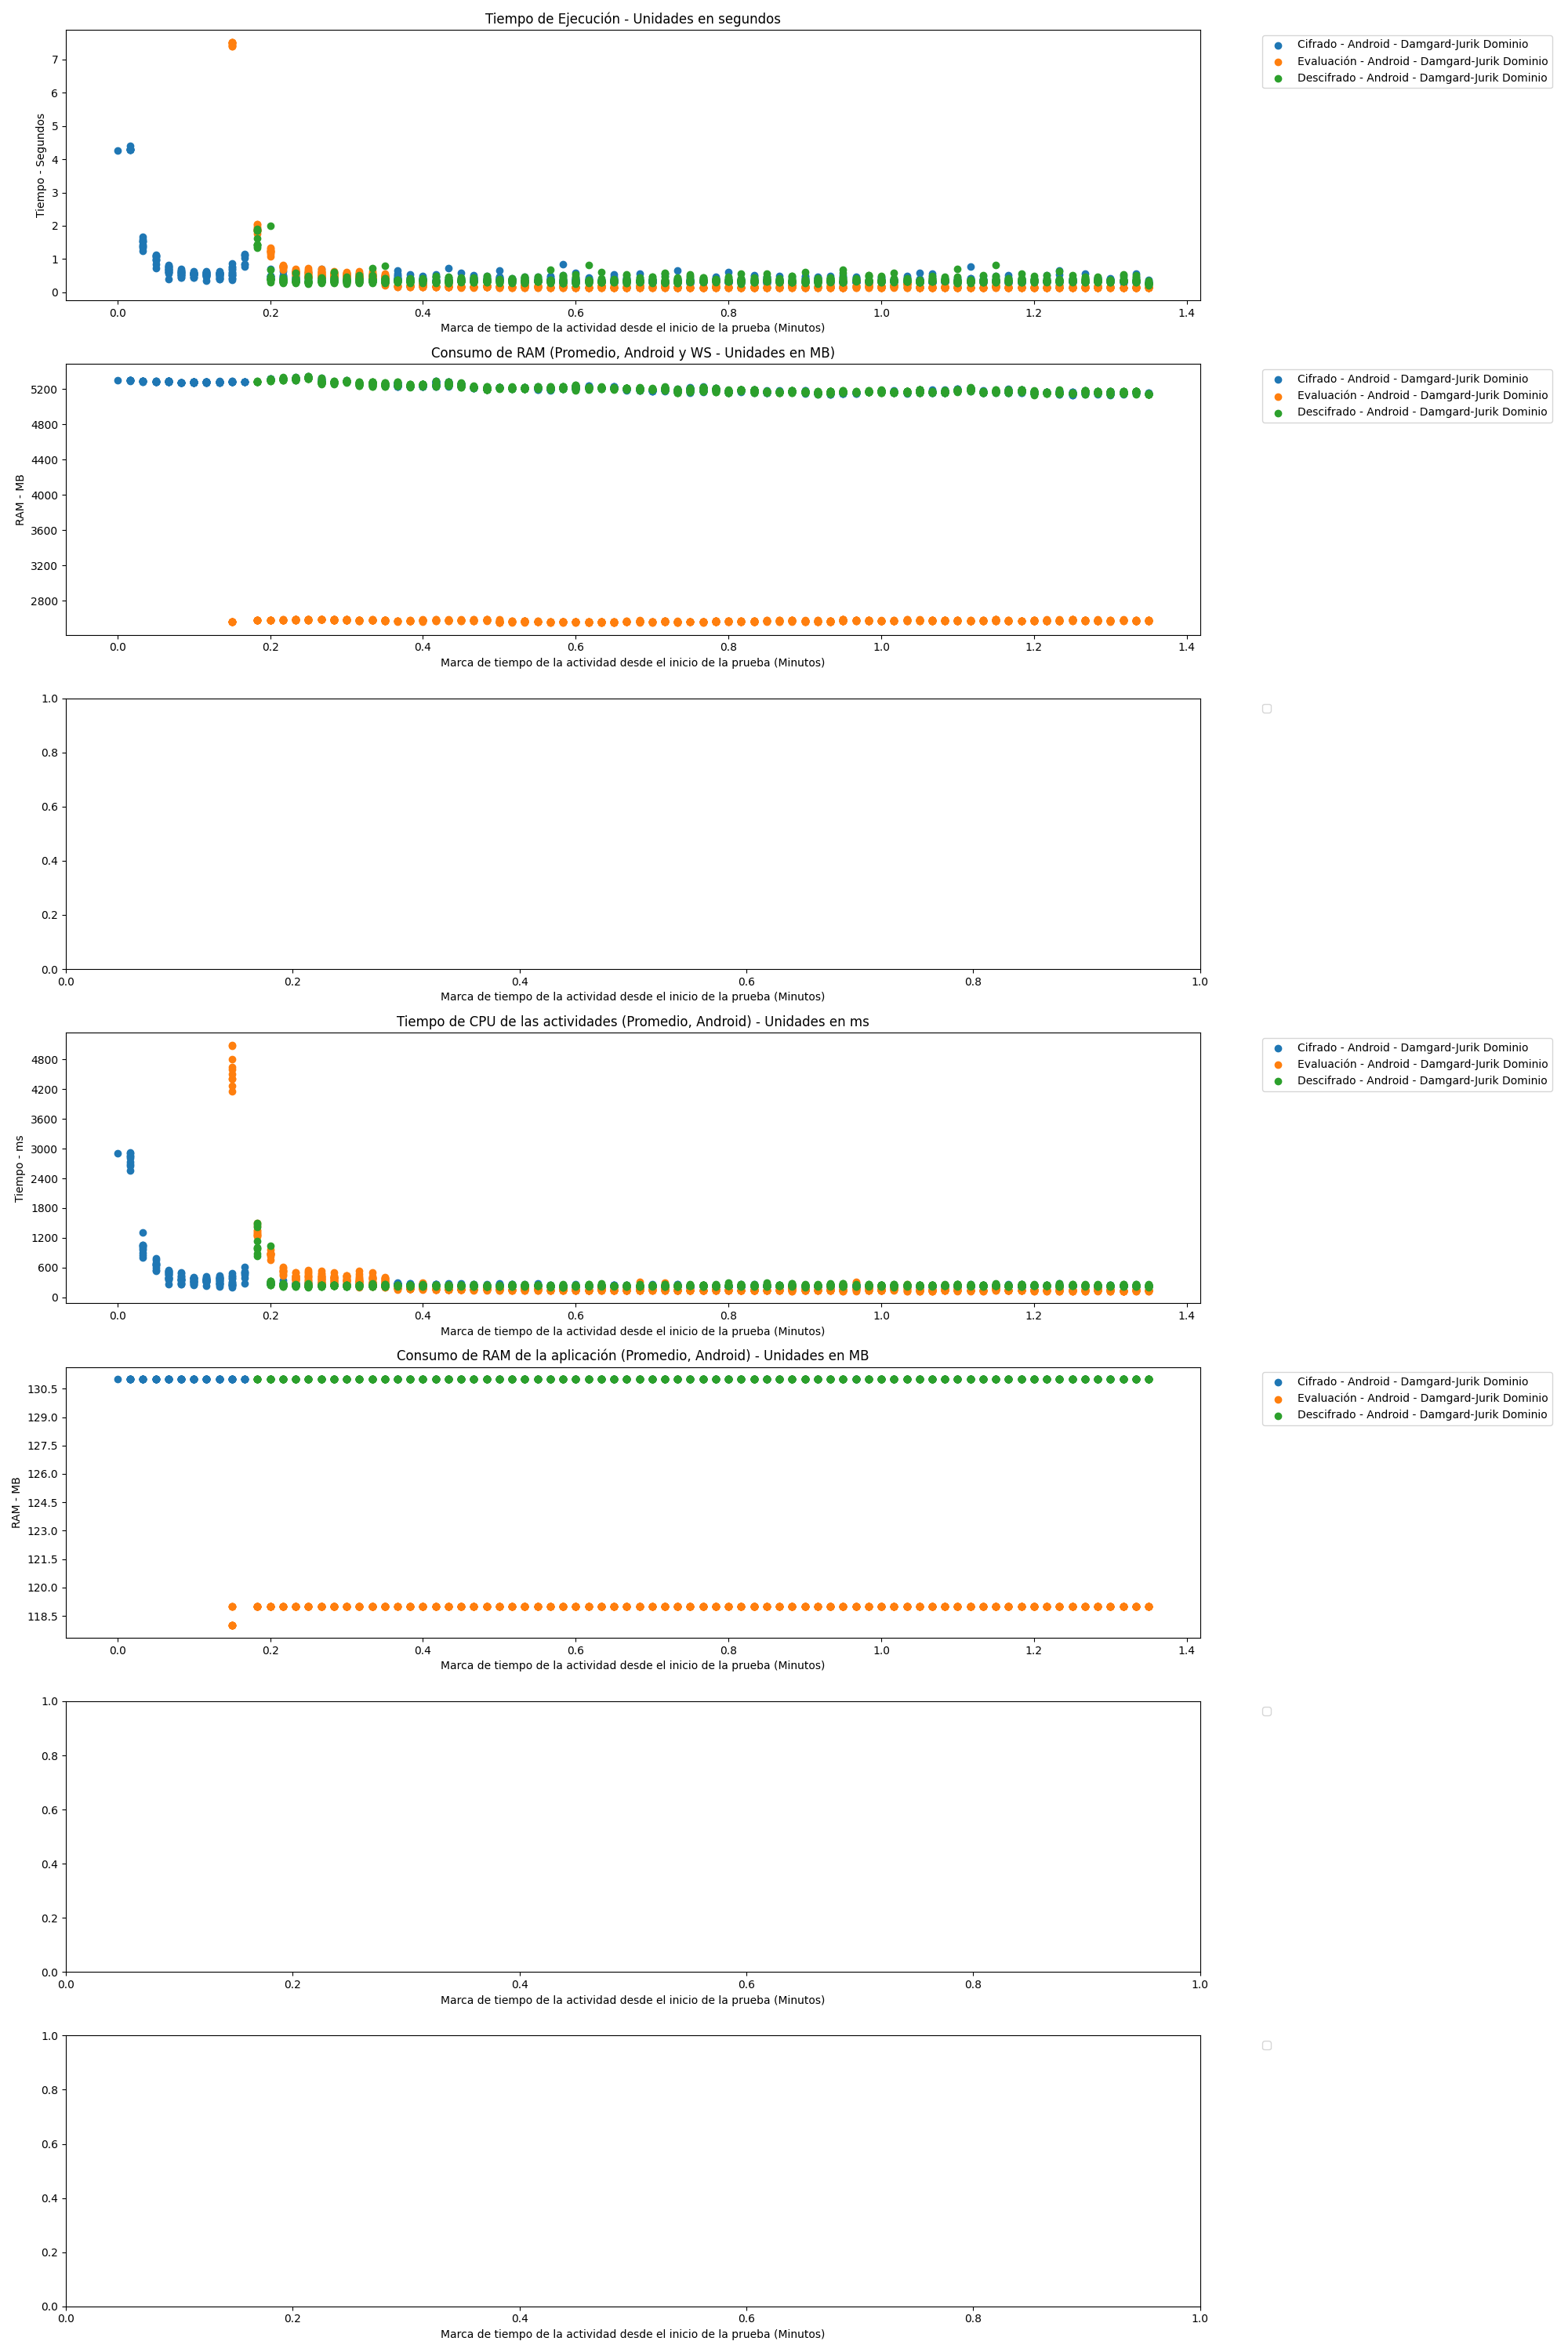 Tiempo de Ejecución - Unidades en segundos
Tiempo - Segundos
7
6
5
4
3
2
1
0
0.0 0.2 0.4 0.6 0.8 1.0 1.2 1.4
Marca de tiempo de la actividad desde el inicio de la prueba (Minutos)
Cifrado - Android - Damgard-Jurik Dominio
Evaluación - Android - Damgard-Jurik Dominio
Descifrado - Android - Damgard-Jurik Dominio
Consumo de RAM (Promedio, Android y WS - Unidades en MB)
RAM - MB
5200
4800
4400
4000
3600
3200
2800
0.0 0.2 0.4 0.6 0.8 1.0 1.2 1.4
Marca de tiempo de la actividad desde el inicio de la prueba (Minutos)
Cifrado - Android - Damgard-Jurik Dominio
Evaluación - Android - Damgard-Jurik Dominio
Descifrado - Android - Damgard-Jurik Dominio
1.0
0.8
0.6
0.4
0.2
0.0
0.0 0.2 0.4 0.6 0.8 1.0
Marca de tiempo de la actividad desde el inicio de la prueba (Minutos)
Tiempo de CPU de las actividades (Promedio, Android) - Unidades en ms
Tiempo - ms
4800
4200
3600
3000
2400
1800
1200
600
0
0.0 0.2 0.4 0.6 0.8 1.0 1.2 1.4
Marca de tiempo de la actividad desde el inicio de la prueba (Minutos)
Cifrado - Android - Damgard-Jurik Dominio
Evaluación - Android - Damgard-Jurik Dominio
Descifrado - Android - Damgard-Jurik Dominio
Consumo de RAM de la aplicación (Promedio, Android) - Unidades en MB
RAM - MB
130.5
129.0
127.5
126.0
124.5
123.0
121.5
120.0
118.5
0.0 0.2 0.4 0.6 0.8 1.0 1.2 1.4
Marca de tiempo de la actividad desde el inicio de la prueba (Minutos)
Cifrado - Android - Damgard-Jurik Dominio
Evaluación - Android - Damgard-Jurik Dominio
Descifrado - Android - Damgard-Jurik Dominio
1.0
0.8
0.6
0.4
0.2
0.0
0.0 0.2 0.4 0.6 0.8 1.0
Marca de tiempo de la actividad desde el inicio de la prueba (Minutos)
1.0
0.8
0.6
0.4
0.2
0.0
0.0 0.2 0.4 0.6 0.8 1.0
Marca de tiempo de la actividad desde el inicio de la prueba (Minutos)